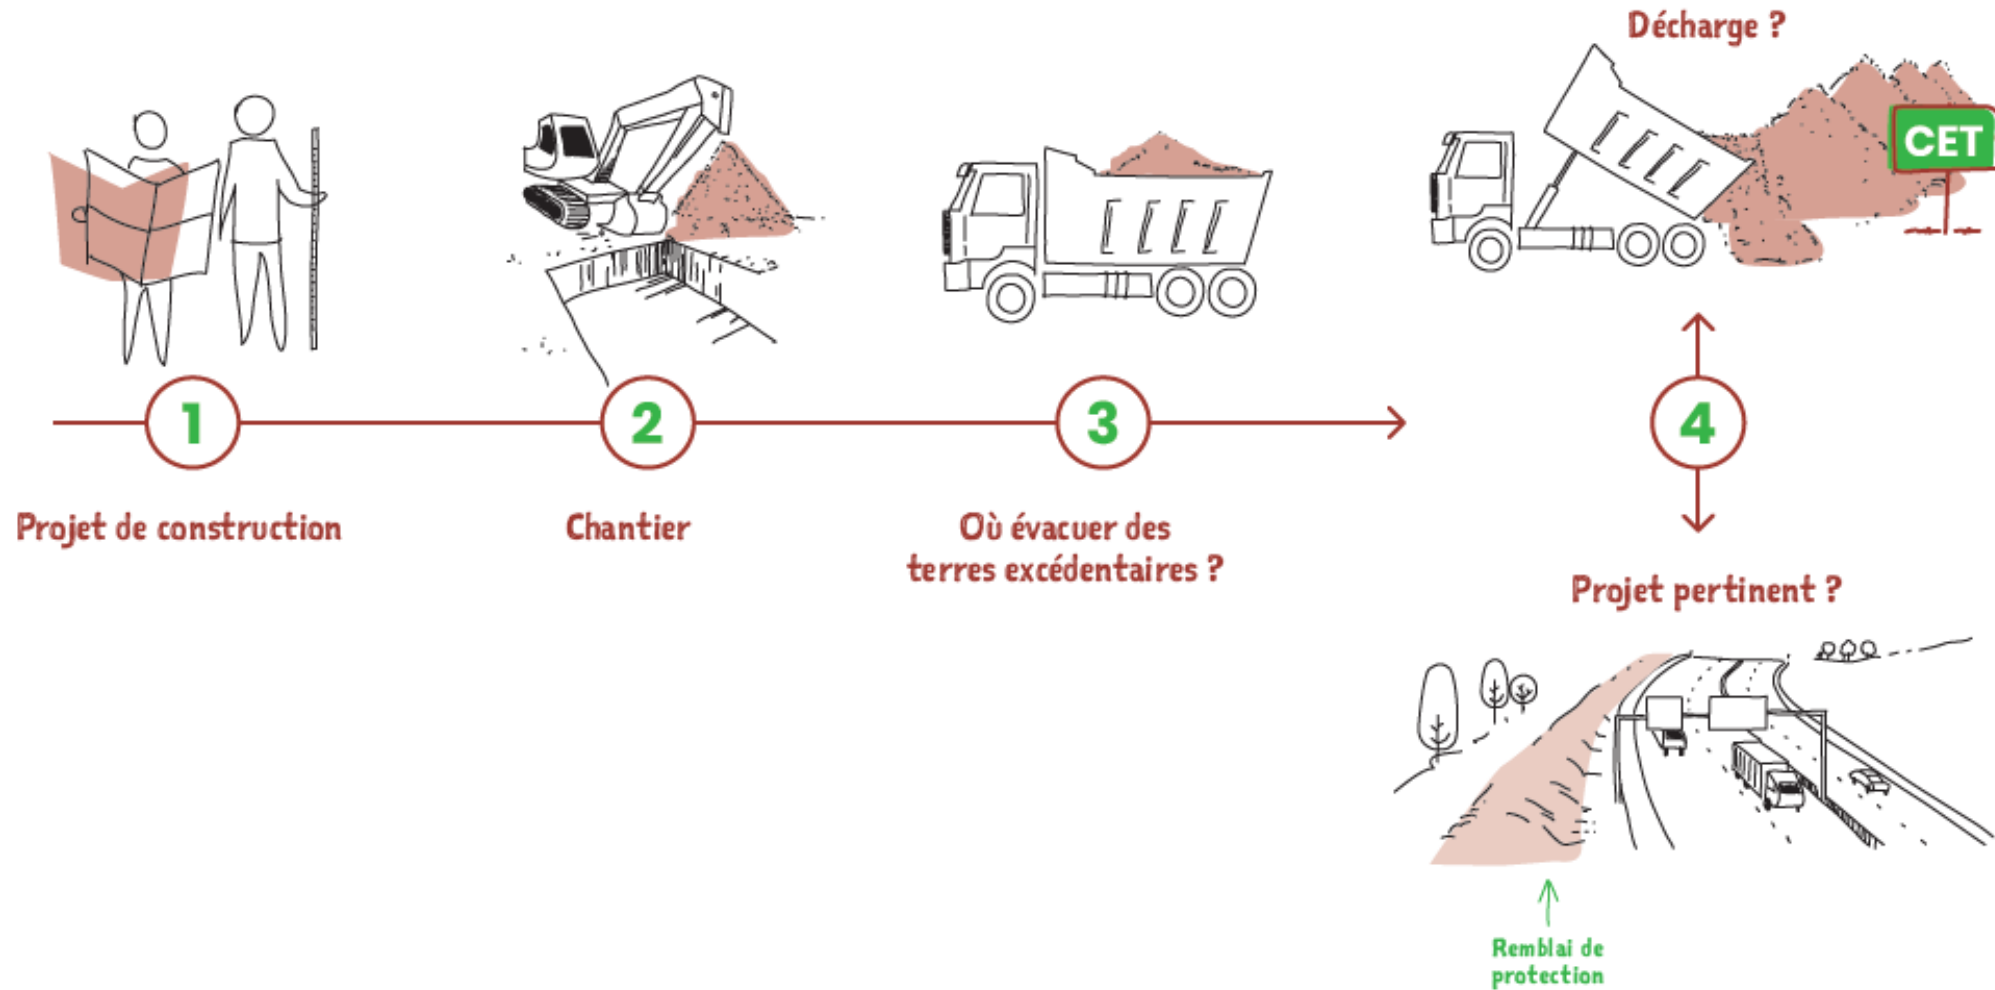 Décharge ?
CET
1
2
3
4
Projet de construction
Chantier
Où évacuer des
terres excédentaires ?
Projet pertinent ?
Remblai de
protection